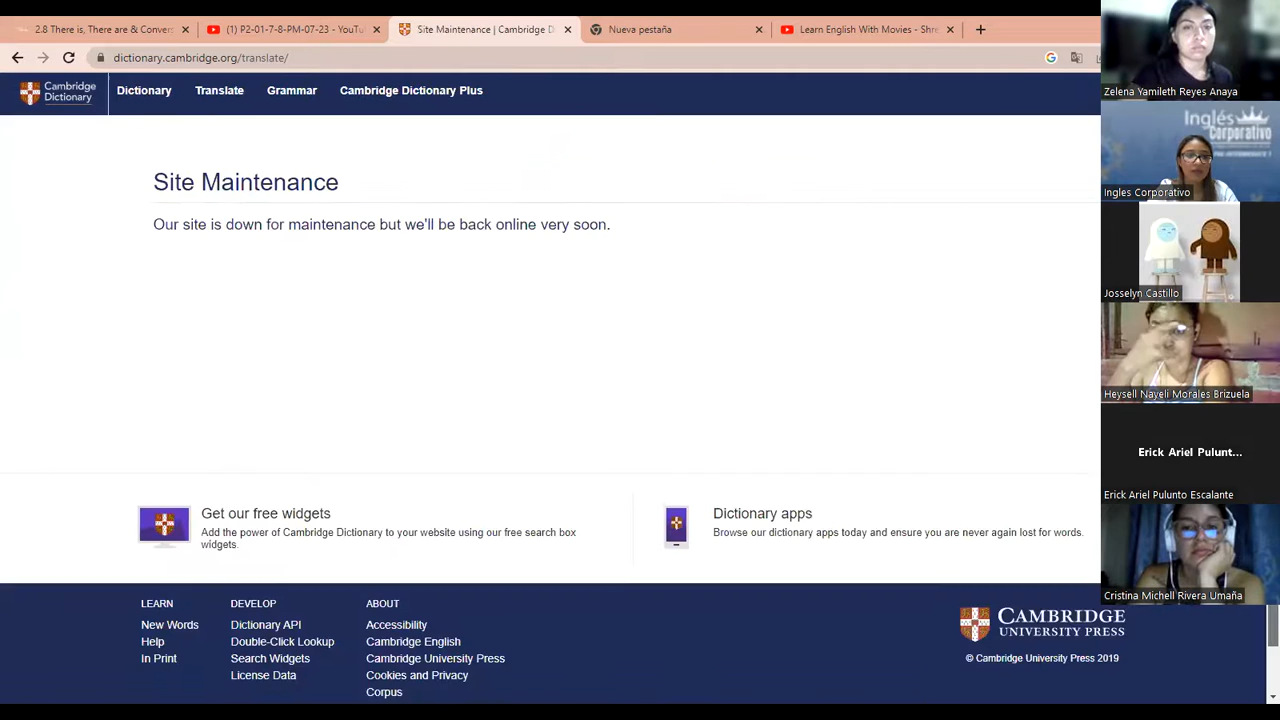 2.8 There is, There are & Convers
(1) P2-01-7-8-PM-07-23 - YouTu
Site Maintenance | Cambridge Di
Nueva pestaña
Learn English With Movies - Shre
dictionary.cambridge.org/translate/
Cambridge Dictionary
Dictionary
Translate
Grammar
Cambridge Dictionary Plus
Site Maintenance
Our site is down for maintenance but we'll be back online very soon.
Get our free widgets
Add the power of Cambridge Dictionary to your website using our free search box
widgets.
Dictionary apps
Browse our dictionary apps today and ensure you are never again lost for words.
LEARN
New Words
Help
In Print
DEVELOP
Dictionary API
Double-Click Lookup
Search Widgets
License Data
ABOUT
Accessibility
Cambridge English
Cambridge University Press
Cookies and Privacy
Corpus
CAMBRIDGE
UNIVERSITY PRESS
© Cambridge University Press 2019
Zelena Yamileth Reyes Anaya
Inglés
Corporativo
Ingles Corporativo
Josselyn Castillo
Heysell Nayeli Morales Brizuela
Erick Ariel Pulunt...
Erick Ariel Pulunto Escalante
Cristina Michell Rivera Umaña